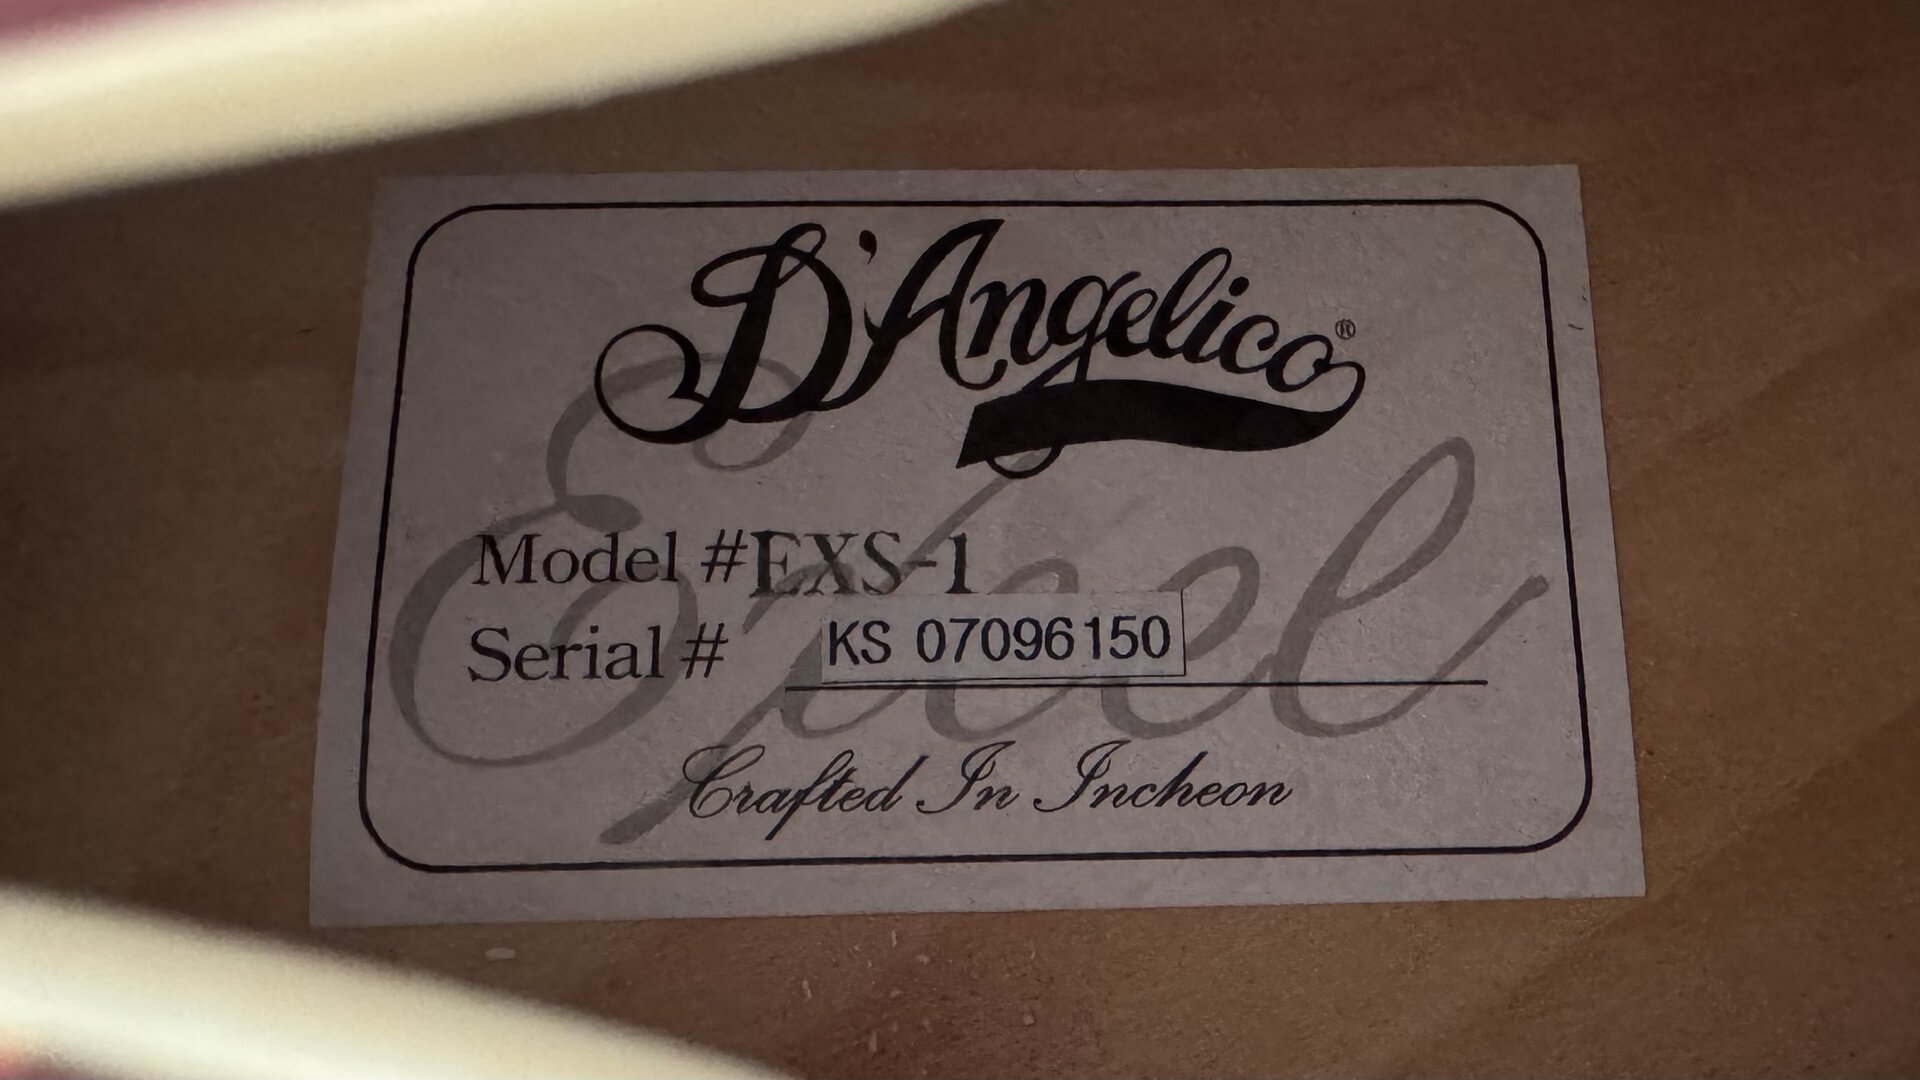 D'Angelico®
Excel
Model #EXS-1
Serial # KS 07096150
Crafted In Incheon